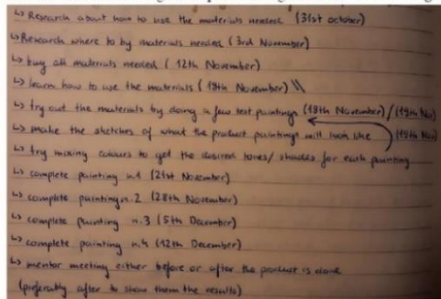 ↳ Research about how to use the materials needed (31st october)
↳ Research where to by materials needed (3rd November)
↳ buy all materials needed (12th November)
↳ learn how to use the materials (18th November) \\
↳ try out the materials by doing a few test paintings (18th November)/(19th Nov)
↳ make the sketches of what the product paintings will look like (19th Nov)
↳ try mixing colours to get the desired tones/shades for each painting
↳ complete painting n.1 (21st November)
↳ complete painting n.2 (28th November)
↳ complete painting n.3 (5th December)
↳ complete painting n.4 (12th December)
↳ mentor meeting either before or after the product is done
(preferably after to show them the results)